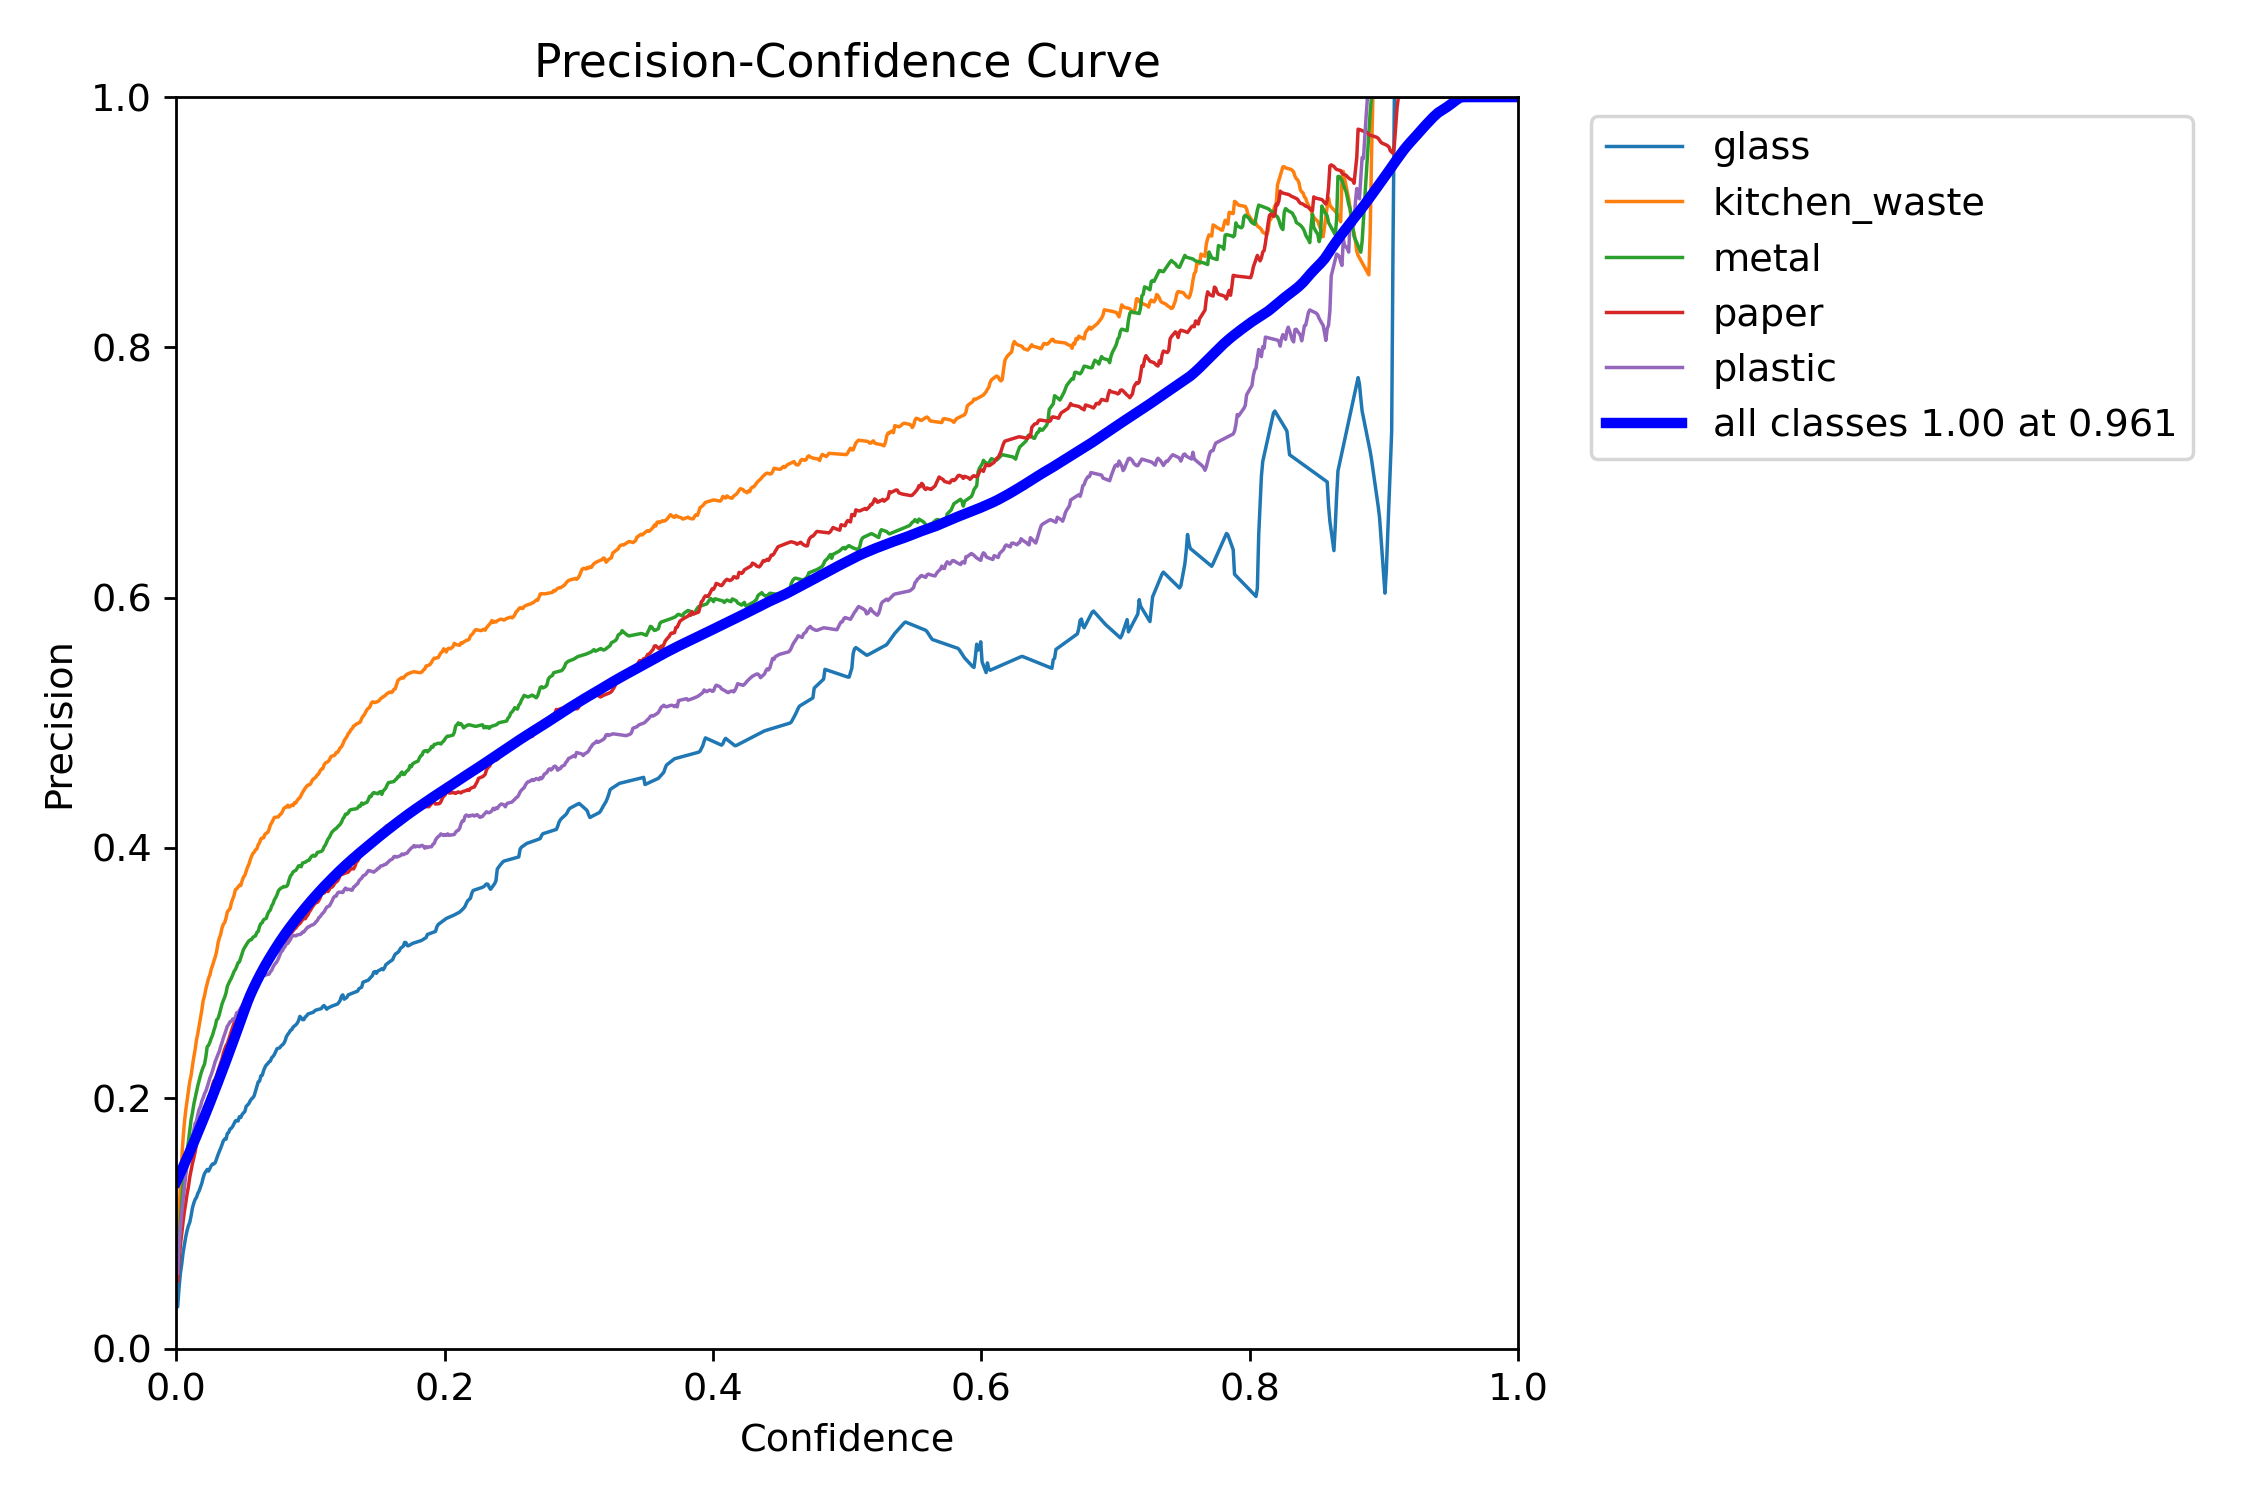 Precision-Confidence Curve
1.0
0.8
0.6
0.4
0.2
0.0
Precision
0.0 0.2 0.4 0.6 0.8 1.0
Confidence
glass
kitchen_waste
metal
paper
plastic
all classes 1.00 at 0.961